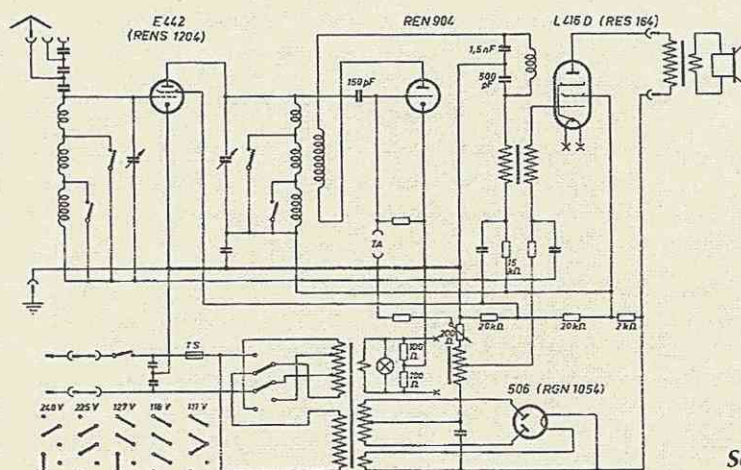 E442
(RENS 1204)
REN 904
L 416 D (RES 164)
1,5nF
500
pF
150pF
TA
15
kΩ
20kΩ
20kΩ
2kΩ
TS
100
Ω
100
Ω
506 (RGN 1054)
240 V
225 V
127 V
118 V
111 V